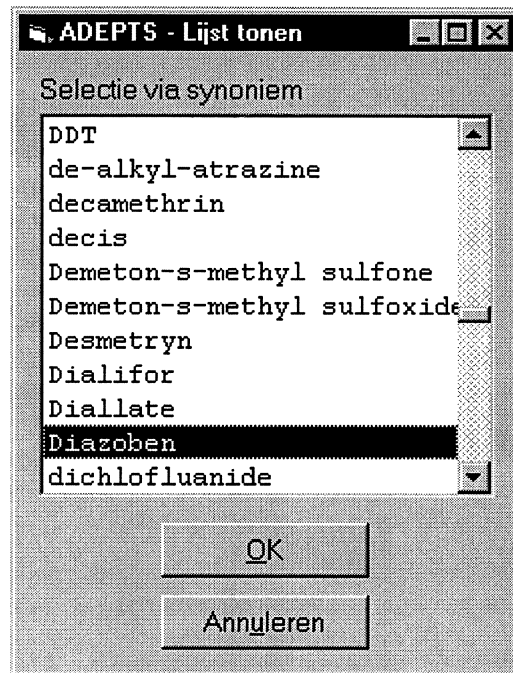 ADEPTS - Lijst tonen
Selectie via synoniem
DDT
de-alkyl-atrazine
decamethrin
decis
Demeton-s-methyl sulfone
Demeton-s-methyl sulfoxide
Desmetryn
Dialifor
Diallate
Diazoben
dichlofluanide
OK
Annuleren